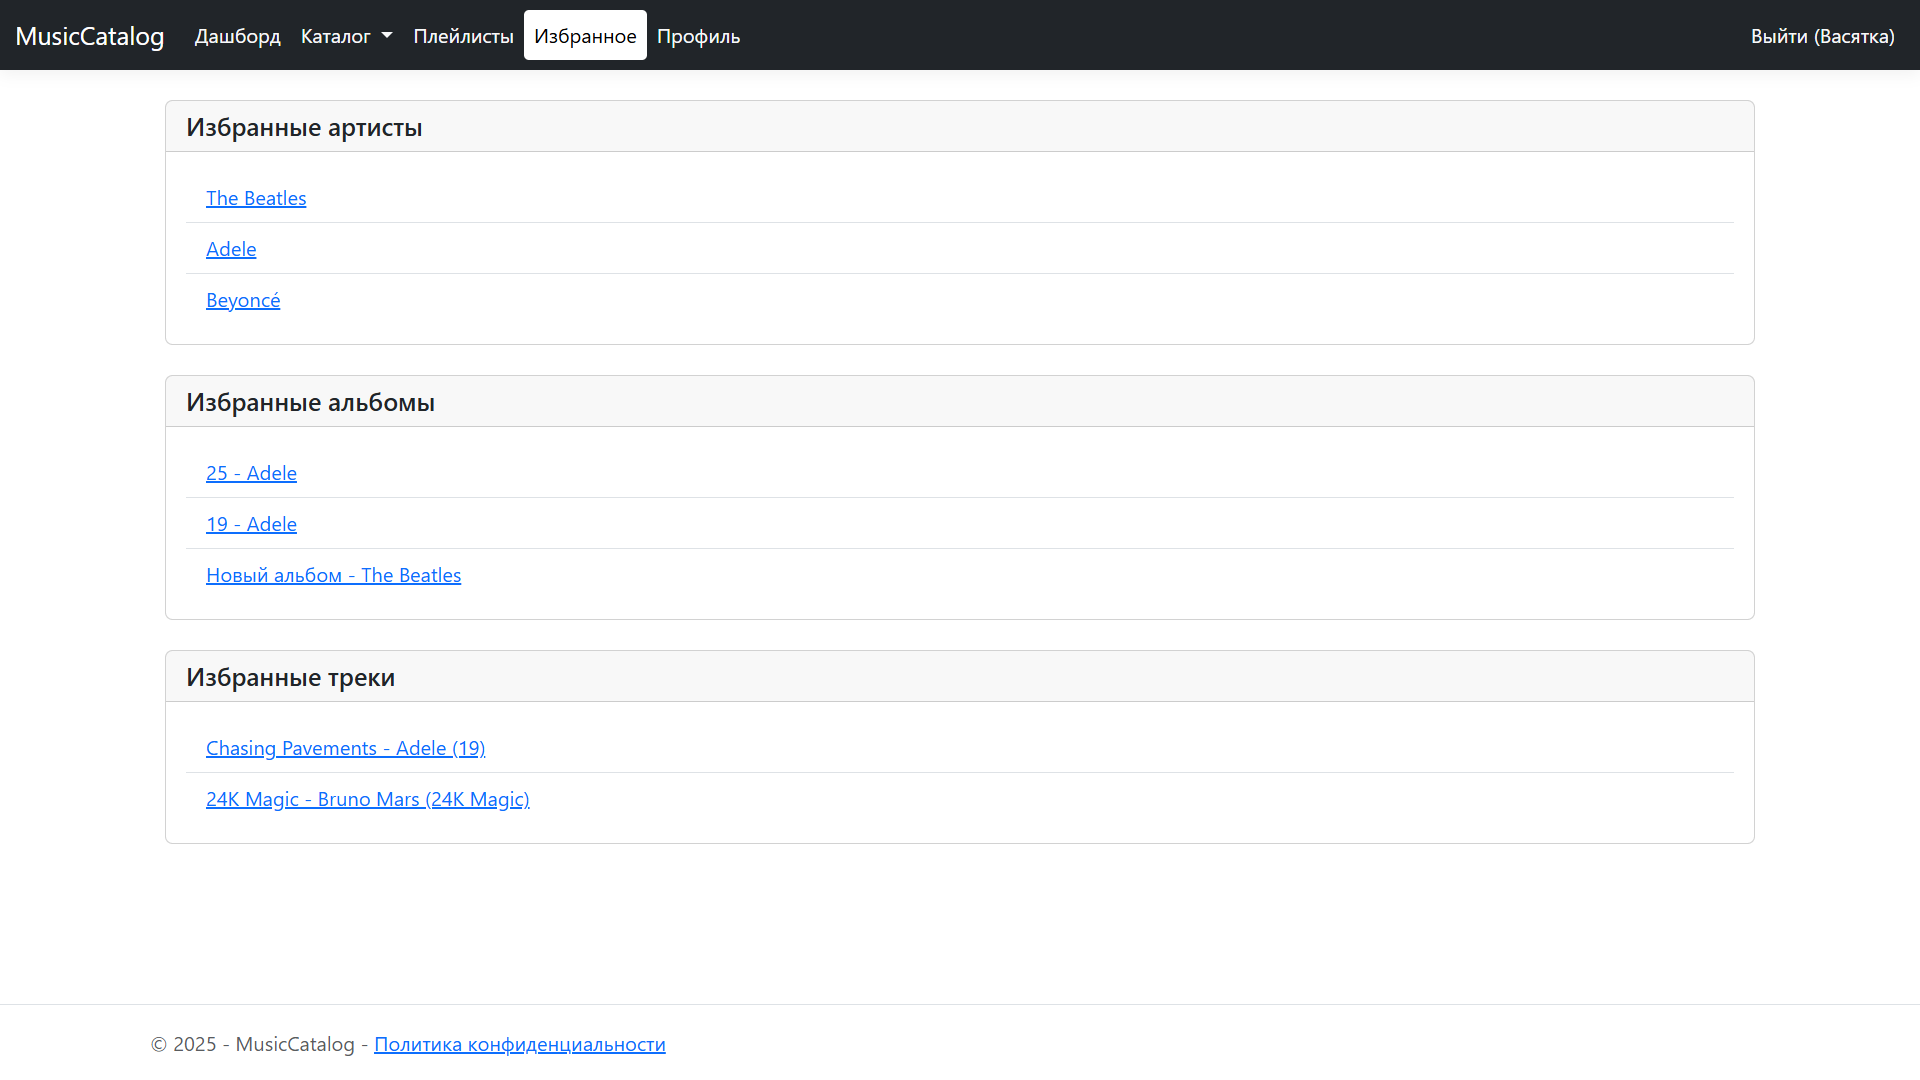 MusicCatalog Дашборд Каталог Плейлисты Избранное Профиль Выйти (Васятка)
Избранные артисты
The Beatles
Adele
Beyoncé
Избранные альбомы
25 - Adele
19 - Adele
Новый альбом - The Beatles
Избранные треки
Chasing Pavements - Adele (19)
24K Magic - Bruno Mars (24K Magic)
© 2025 - MusicCatalog - Политика конфиденциальности